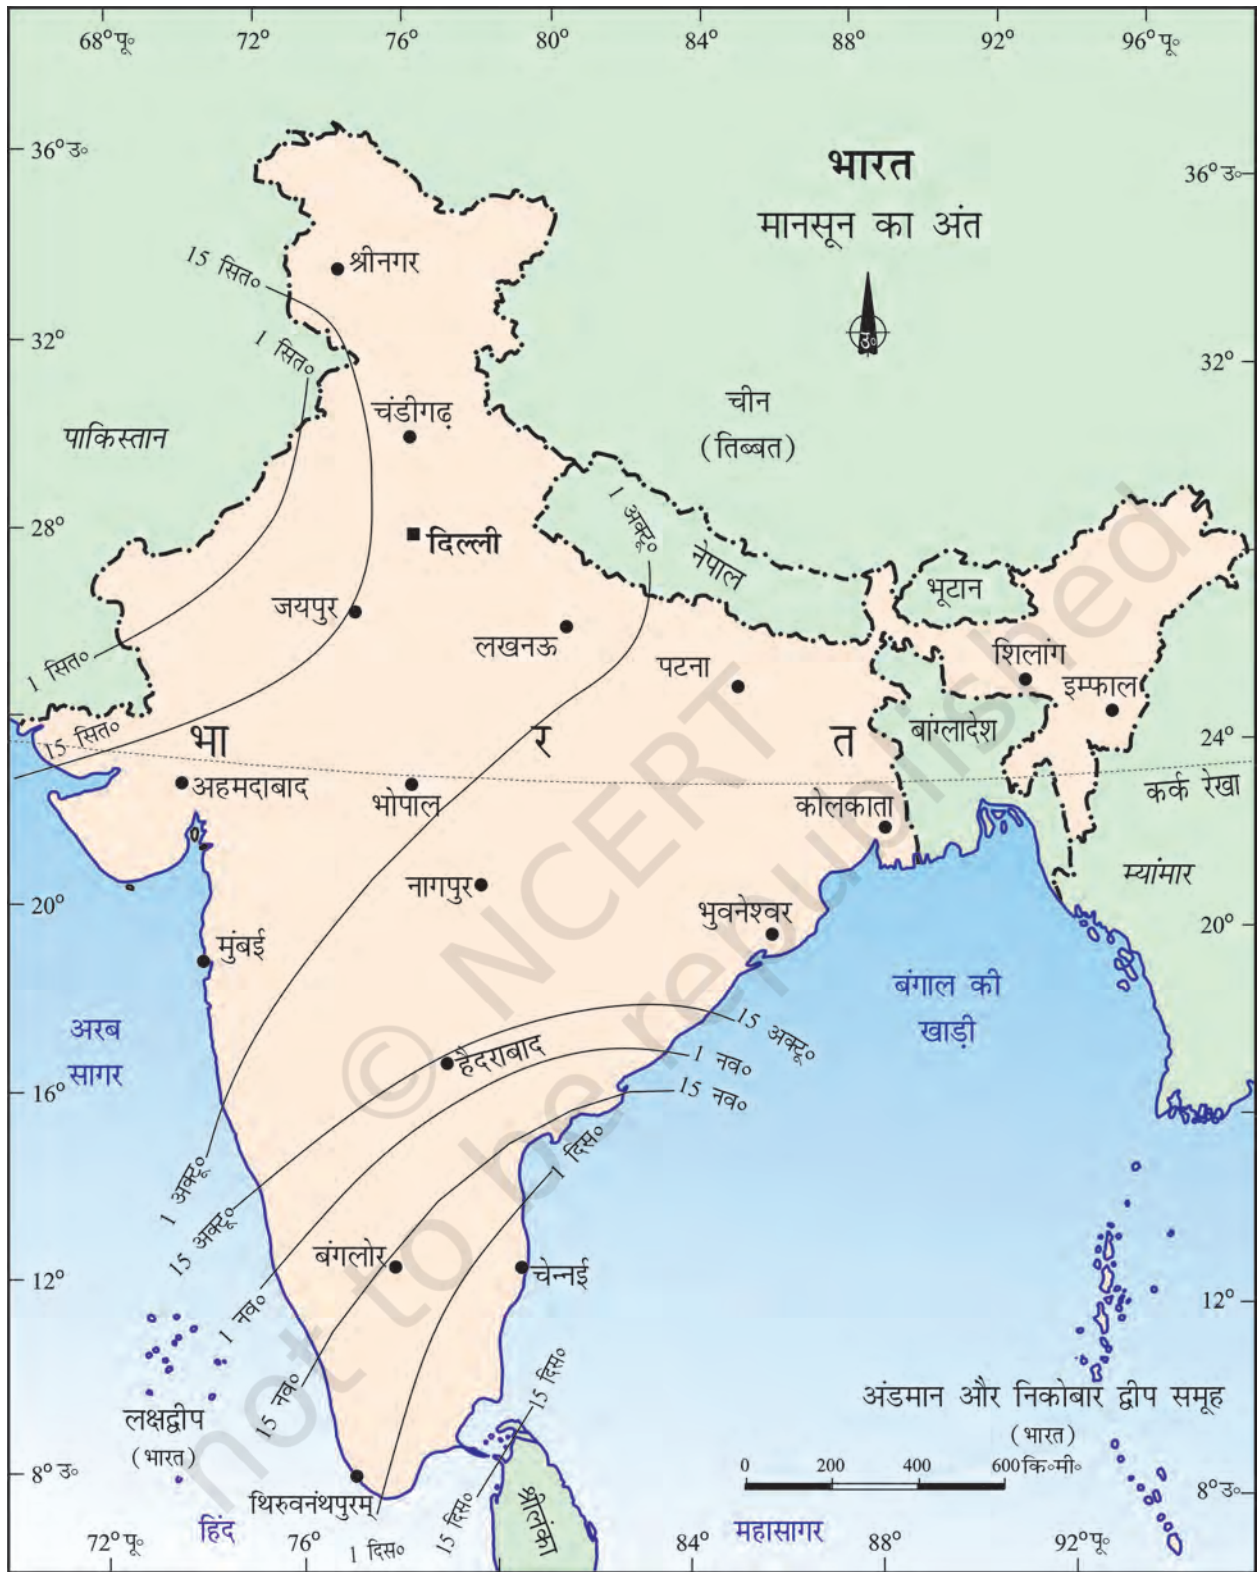 68° पू॰ 72° 76° 80° 84° 88° 92° 96° पू॰
36° उ॰
भारत
36° उ॰
मानसून का अंत
15 सित॰
श्रीनगर
उ॰
32°
1 सित॰
32°
चीन
(तिब्बत)
चंडीगढ़
पाकिस्तान
1 अक्टू॰
28°
दिल्ली
नेपाल
28°
भूटान
जयपुर
लखनऊ
शिलांग
1 सित॰
पटना
इम्फाल
15 सित॰
भा र त
बांग्लादेश
24°
अहमदाबाद
भोपाल
कोलकाता
कर्क रेखा
नागपुर
म्यांमार
20°
भुवनेश्वर
20°
मुंबई
बंगाल की
खाड़ी
अरब
सागर
हैदराबाद
15 अक्टू॰
1 नव॰
16°
15 नव॰
16°
1 दिस॰
1 अक्टू॰
15 अक्टू॰
बंगलोर
चेन्नई
12°
12°
1 नव॰
15 नव॰
15 दिस॰
लक्षद्वीप
(भारत)
अंडमान और निकोबार द्वीप समूह
(भारत)
0 200 400 600 कि॰मी॰
8° उ॰
8° उ॰
थिरुवनंथपुरम्
श्रीलंका
हिंद
महासागर
1 दिस॰
15 दिस॰
72° पू॰ 76° 84° 88° 92° पू॰
© NCERT
not to be republished